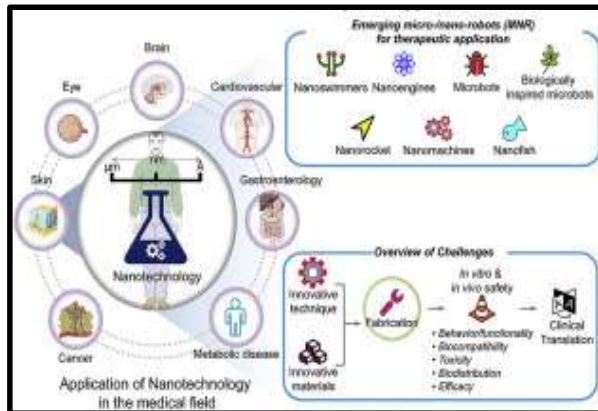 Emerging micro-/nano-robots (MNR)
for therapeutic application
Nanoswimmers
Nanoengines
Microbots
Biologically
inspired microbots
Nanorocket
Nanomachines
Nanofish
Brain
Eye
Cardiovascular
Skin
Gastroenterology
µm
nm
Å
Nanotechnology
Cancer
Metabolic disease
Application of Nanotechnology
in the medical field
Overview of Challenges
Innovative
technique
Innovative
materials
Fabrication
In vitro &
in vivo safety
• Behavior/functionality
• Biocompatibility
• Toxicity
• Biodistribution
• Efficacy
Clinical
Translation